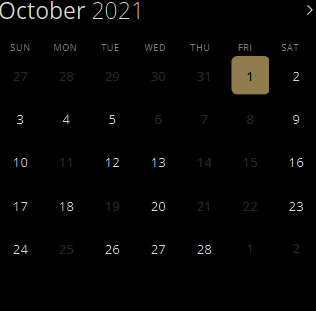 October 2021 >
SUN MON TUE WED THU FRI SAT
27 28 29 30 31 1 2
3 4 5 6 7 8 9
10 11 12 13 14 15 16
17 18 19 20 21 22 23
24 25 26 27 28 1 2